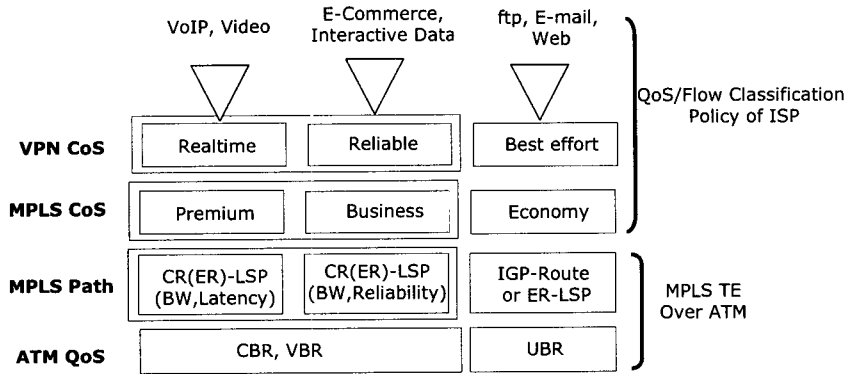 VoIP, Video
E-Commerce,
Interactive Data
ftp, E-mail,
Web
QoS/Flow Classification
Policy of ISP
VPN CoS
Realtime
Reliable
Best effort
MPLS CoS
Premium
Business
Economy
MPLS Path
CR(ER)-LSP
(BW,Latency)
CR(ER)-LSP
(BW,Reliability)
IGP-Route
or ER-LSP
MPLS TE
Over ATM
ATM QoS
CBR, VBR
UBR